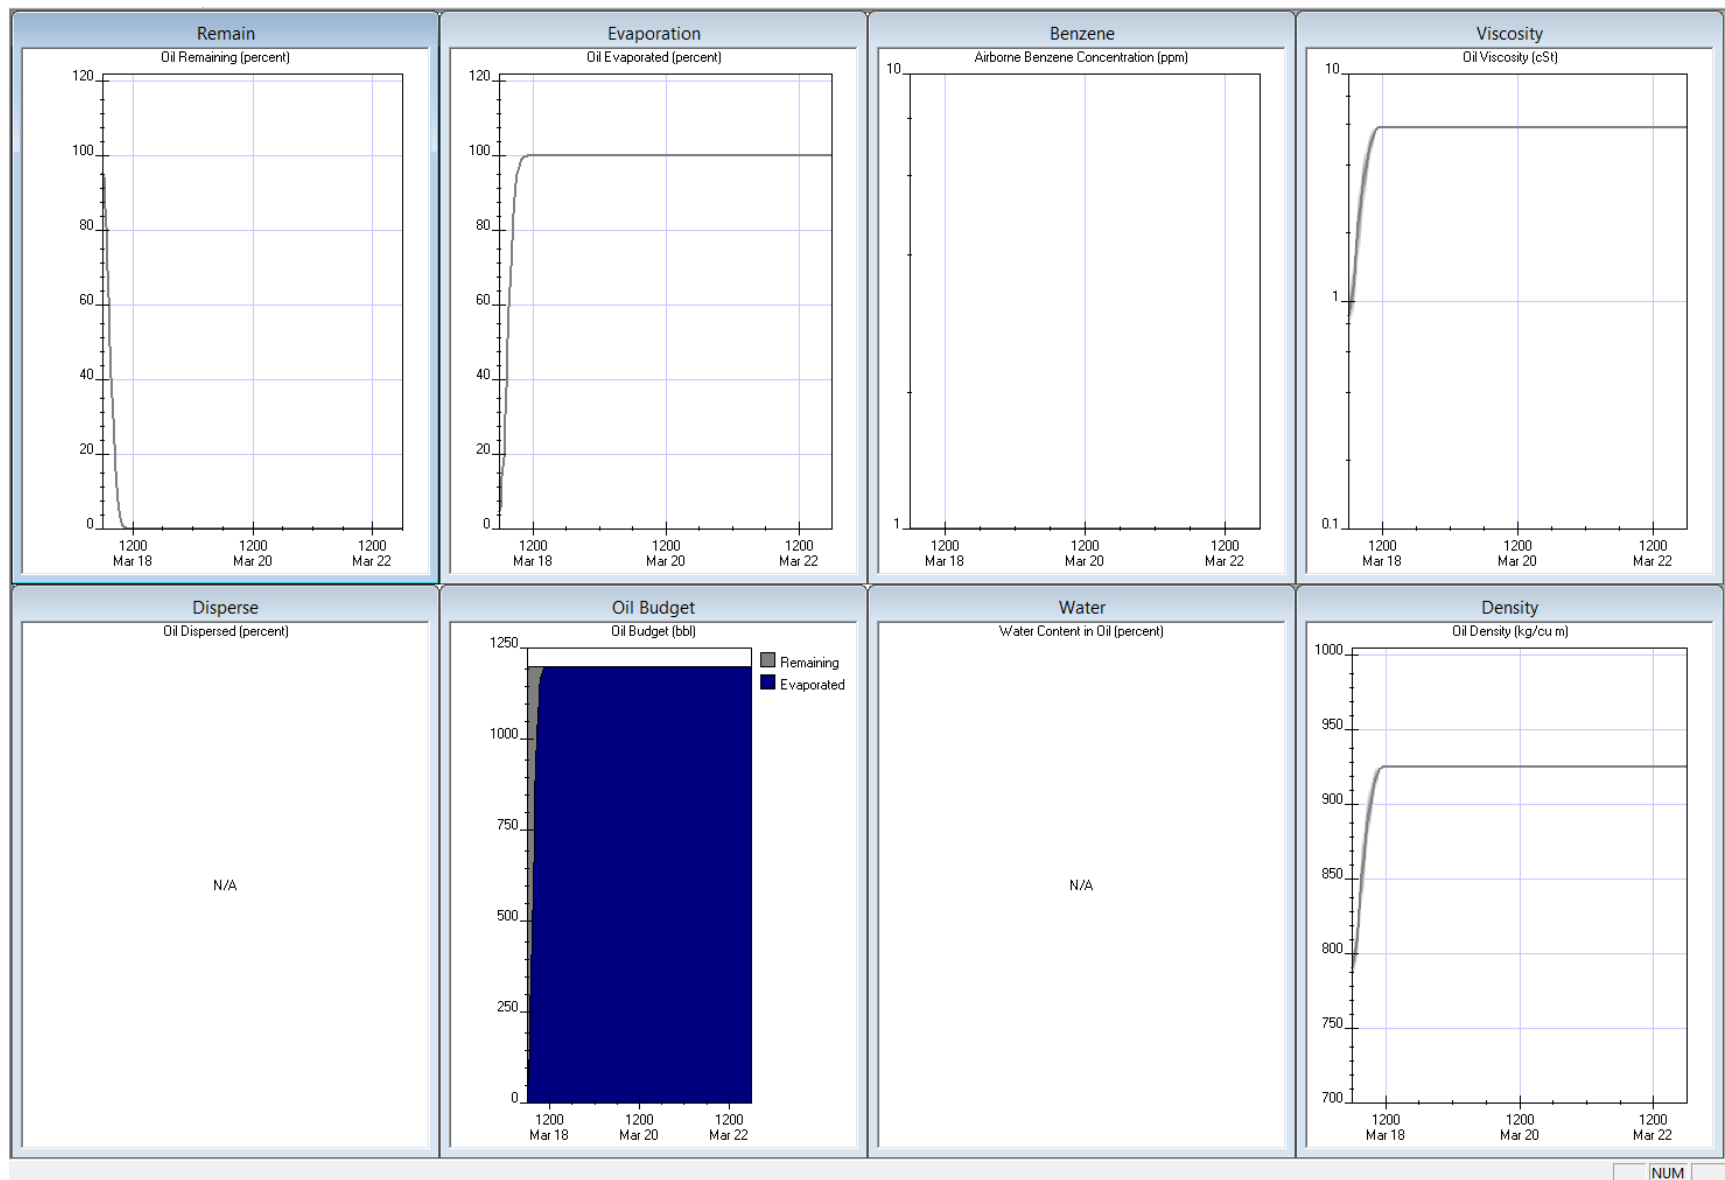 Remain
Oil Remaining (percent)
120
100
80
60
40
20
0
1200 1200 1200
Mar 18 Mar 20 Mar 22
Evaporation
Oil Evaporated (percent)
120
100
80
60
40
20
0
1200 1200 1200
Mar 18 Mar 20 Mar 22
Benzene
Airborne Benzene Concentration (ppm)
10
1
1200 1200 1200
Mar 18 Mar 20 Mar 22
Viscosity
Oil Viscosity (cSt)
10
1
0.1
1200 1200 1200
Mar 18 Mar 20 Mar 22
Disperse
Oil Dispersed (percent)
N/A
Oil Budget
Oil Budget (bbl)
1250
1000
750
500
250
0
1200 1200 1200
Mar 18 Mar 20 Mar 22
Remaining
Evaporated
Water
Water Content in Oil (percent)
N/A
Density
Oil Density (kg/cu m)
1000
950
900
850
800
750
700
1200 1200 1200
Mar 18 Mar 20 Mar 22
NUM